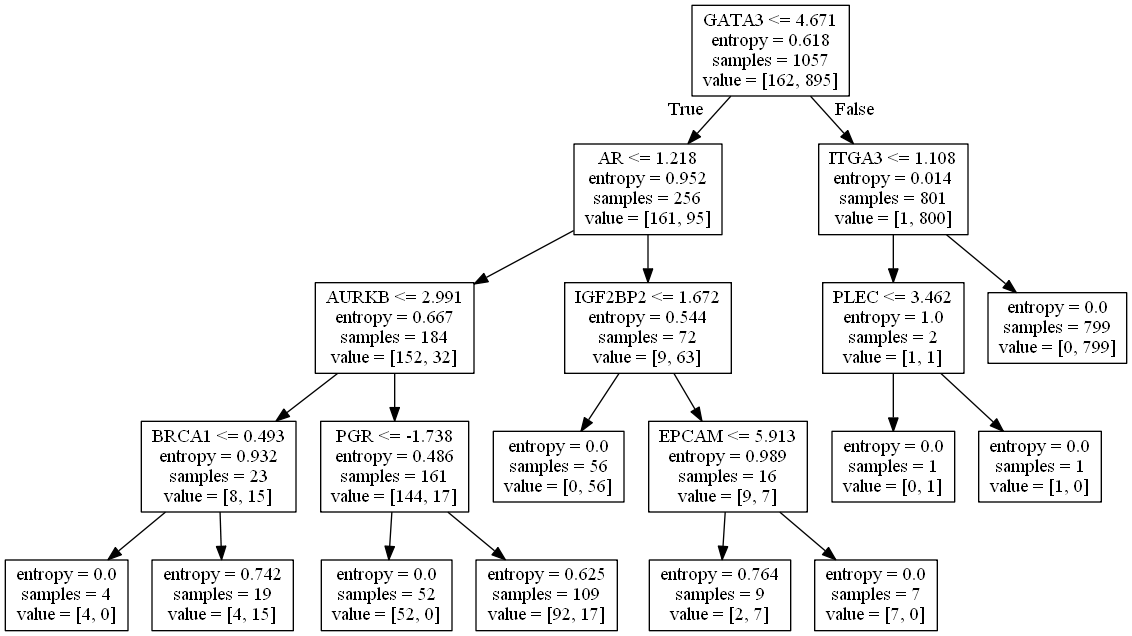 GATA3 <= 4.671
entropy = 0.618
samples = 1057
value = [162, 895]
True
False
AR <= 1.218
entropy = 0.952
samples = 256
value = [161, 95]
ITGA3 <= 1.108
entropy = 0.014
samples = 801
value = [1, 800]
AURKB <= 2.991
entropy = 0.667
samples = 184
value = [152, 32]
IGF2BP2 <= 1.672
entropy = 0.544
samples = 72
value = [9, 63]
PLEC <= 3.462
entropy = 1.0
samples = 2
value = [1, 1]
entropy = 0.0
samples = 799
value = [0, 799]
BRCA1 <= 0.493
entropy = 0.932
samples = 23
value = [8, 15]
PGR <= -1.738
entropy = 0.486
samples = 161
value = [144, 17]
entropy = 0.0
samples = 56
value = [0, 56]
EPCAM <= 5.913
entropy = 0.989
samples = 16
value = [9, 7]
entropy = 0.0
samples = 1
value = [0, 1]
entropy = 0.0
samples = 1
value = [1, 0]
entropy = 0.0
samples = 4
value = [4, 0]
entropy = 0.742
samples = 19
value = [4, 15]
entropy = 0.0
samples = 52
value = [52, 0]
entropy = 0.625
samples = 109
value = [92, 17]
entropy = 0.764
samples = 9
value = [2, 7]
entropy = 0.0
samples = 7
value = [7, 0]